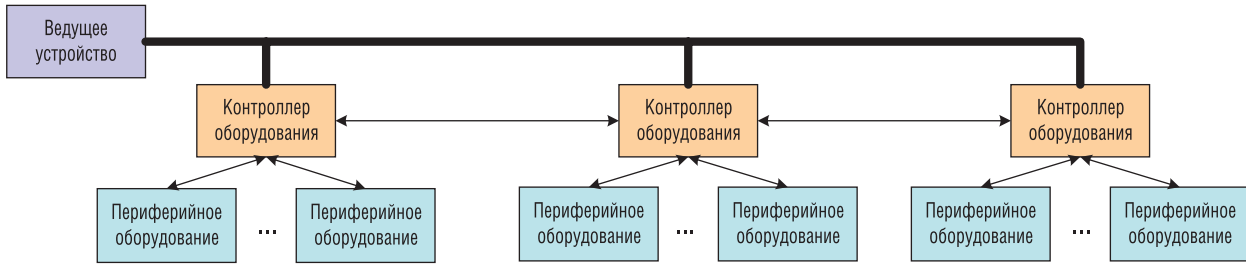 Ведущее
устройство
Контроллер
оборудования
Контроллер
оборудования
Контроллер
оборудования
Периферийное
оборудование
...
Периферийное
оборудование
Периферийное
оборудование
...
Периферийное
оборудование
Периферийное
оборудование
...
Периферийное
оборудование